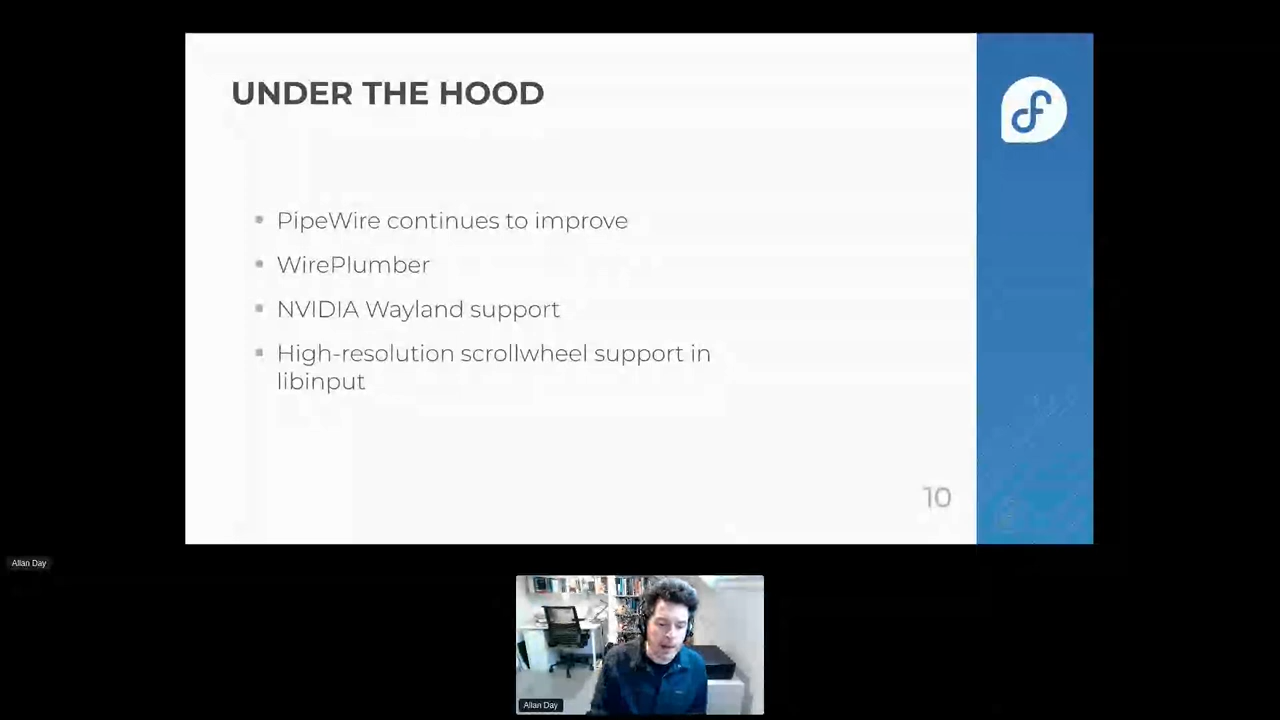 UNDER THE HOOD
PipeWire continues to improve
WirePlumber
NVIDIA Wayland support
High-resolution scrollwheel support in
libinput
10
Allan Day
Allan Day